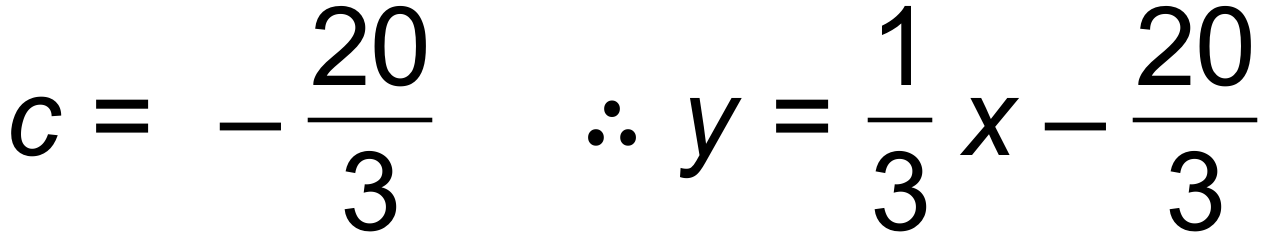 c = −20/3 ∴ y = 1/3 x − 20/3